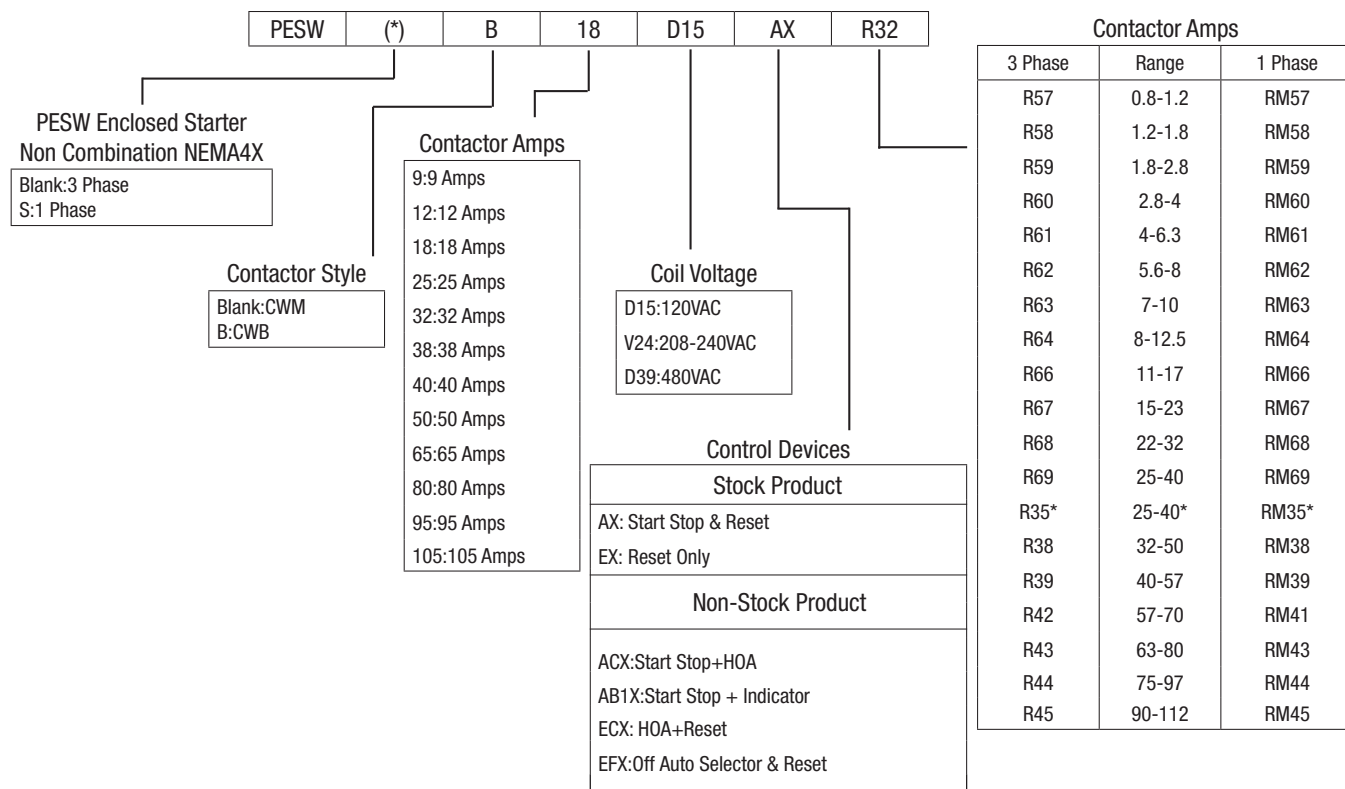 PESW (*) B 18 D15 AX R32
PESW Enclosed Starter
Non Combination NEMA4X
Blank:3 Phase
S:1 Phase
Contactor Style
Blank:CWM
B:CWB
Contactor Amps
9:9 Amps
12:12 Amps
18:18 Amps
25:25 Amps
32:32 Amps
38:38 Amps
40:40 Amps
50:50 Amps
65:65 Amps
80:80 Amps
95:95 Amps
105:105 Amps
Coil Voltage
D15:120VAC
V24:208-240VAC
D39:480VAC
Control Devices
Stock Product
AX: Start Stop & Reset
EX: Reset Only
Non-Stock Product
ACX:Start Stop+HOA
AB1X:Start Stop + Indicator
ECX: HOA+Reset
EFX:Off Auto Selector & Reset
Contactor Amps
3 Phase Range 1 Phase
R57 0.8-1.2 RM57
R58 1.2-1.8 RM58
R59 1.8-2.8 RM59
R60 2.8-4 RM60
R61 4-6.3 RM61
R62 5.6-8 RM62
R63 7-10 RM63
R64 8-12.5 RM64
R66 11-17 RM66
R67 15-23 RM67
R68 22-32 RM68
R69 25-40 RM69
R35* 25-40* RM35*
R38 32-50 RM38
R39 40-57 RM39
R42 57-70 RM41
R43 63-80 RM43
R44 75-97 RM44
R45 90-112 RM45